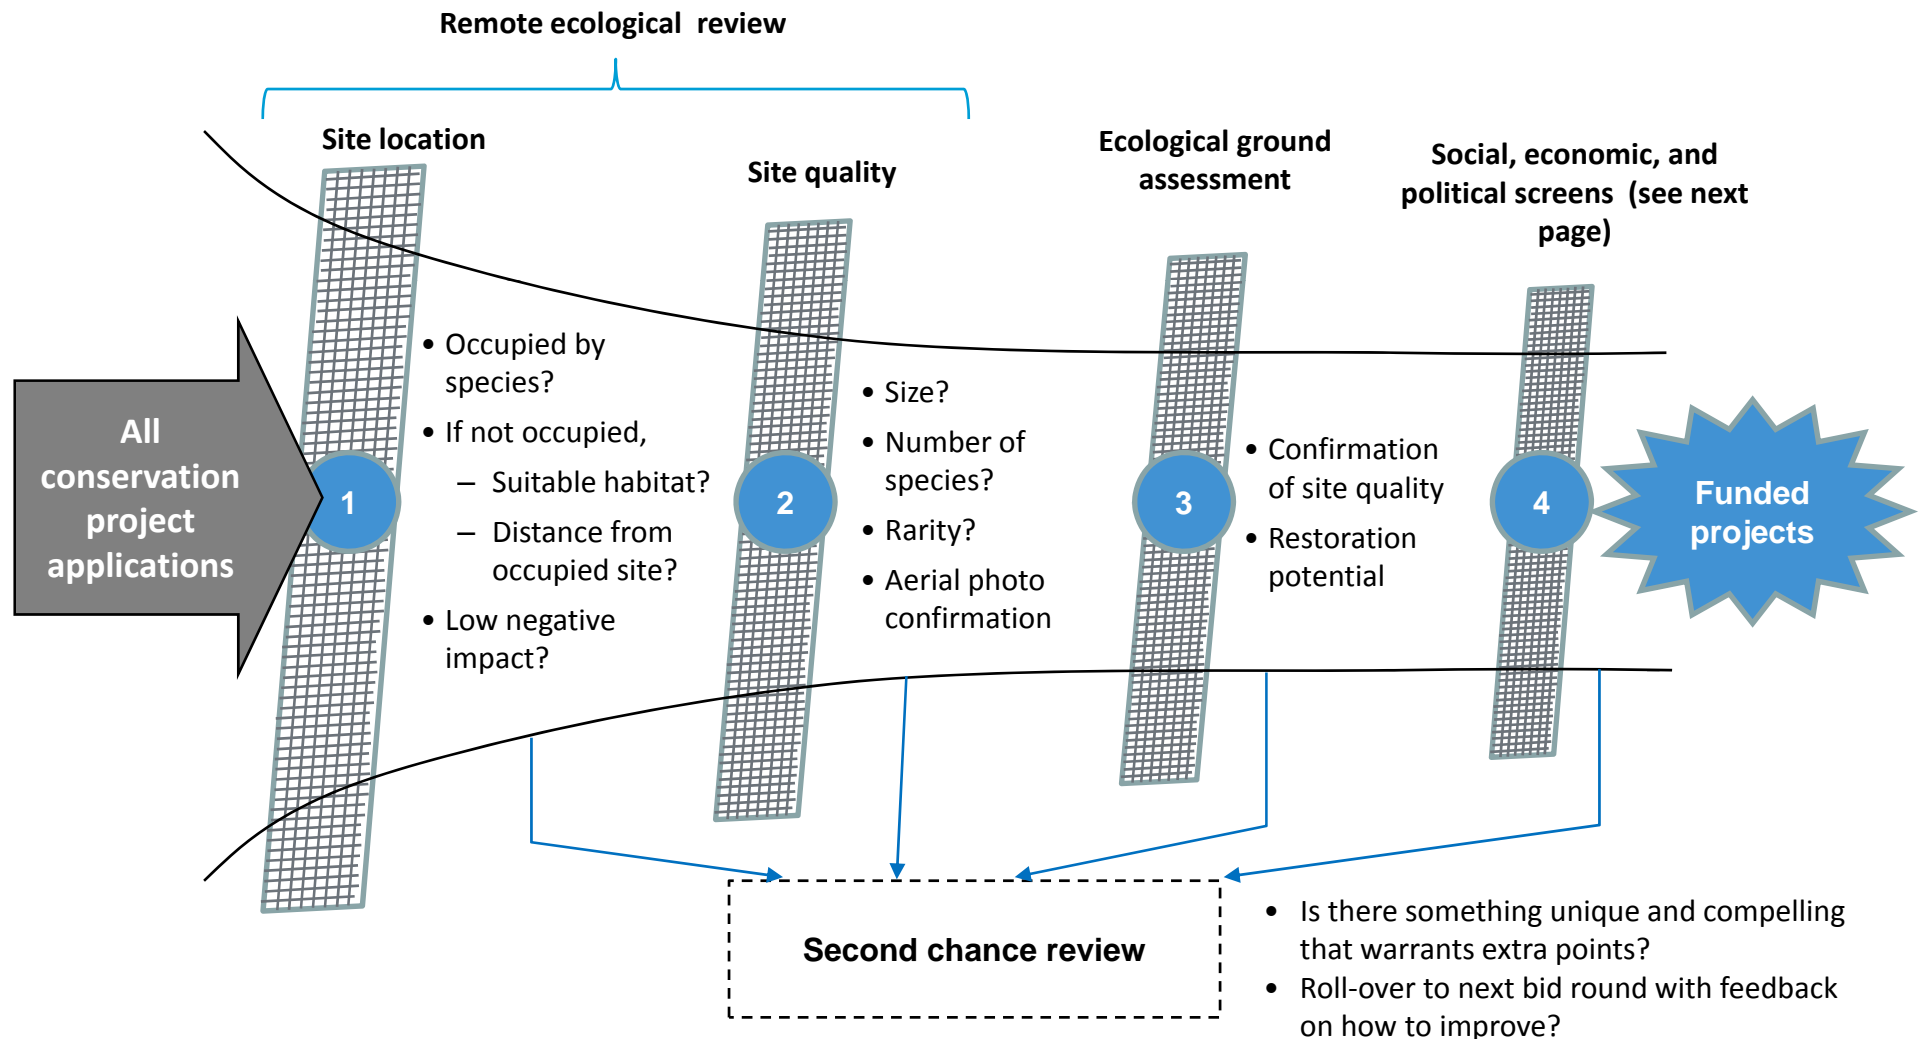 Remote ecological review
Site location
Site quality
Ecological ground
assessment
Social, economic, and
political screens (see next
page)
All
conservation
project
applications
1
• Occupied by
species?
• If not occupied,
– Suitable habitat?
– Distance from
occupied site?
• Low negative
impact?
2
• Size?
• Number of
species?
• Rarity?
• Aerial photo
confirmation
3
• Confirmation
of site quality
• Restoration
potential
4
Funded
projects
Second chance review
• Is there something unique and compelling
that warrants extra points?
• Roll-over to next bid round with feedback
on how to improve?